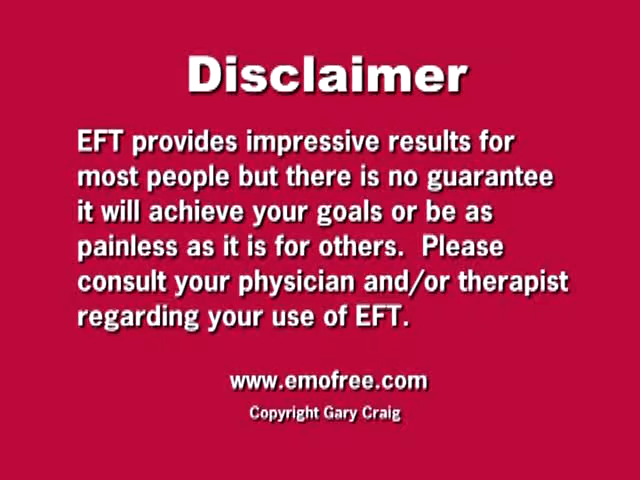 Disclaimer
EFT provides impressive results for
most people but there is no guarantee
it will achieve your goals or be as
painless as it is for others.  Please
consult your physician and/or therapist
regarding your use of EFT.
www.emofree.com
Copyright Gary Craig